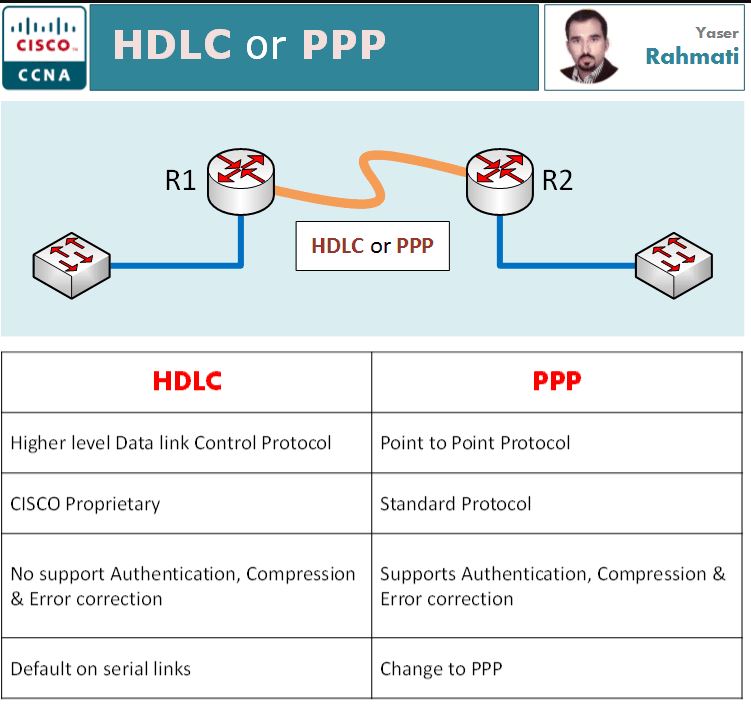 CISCO
CCNA
HDLC or PPP
Yaser
Rahmati
R1
R2
HDLC or PPP
HDLC
PPP
Higher level Data link Control Protocol
Point to Point Protocol
CISCO Proprietary
Standard Protocol
No support Authentication, Compression
& Error correction
Supports Authentication, Compression &
Error correction
Default on serial links
Change to PPP